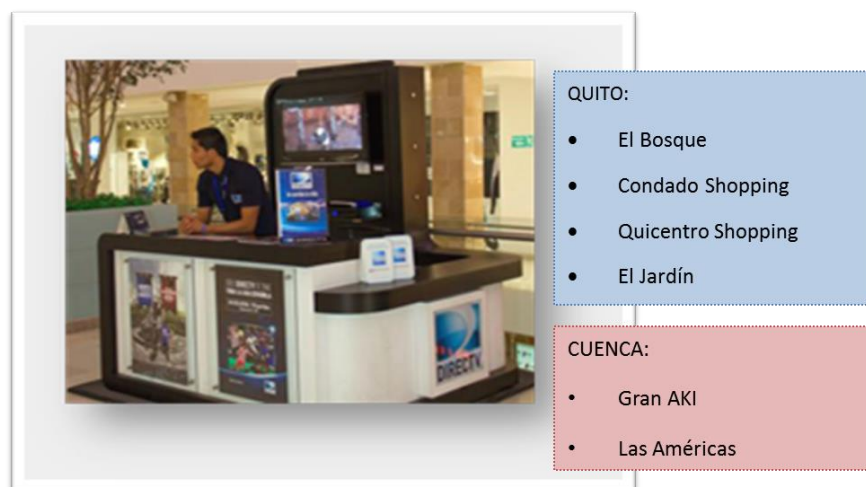 QUITO:
• El Bosque
• Condado Shopping
• Quicentro Shopping
• El Jardín
CUENCA:
• Gran AKI
• Las Américas
DIRECTV